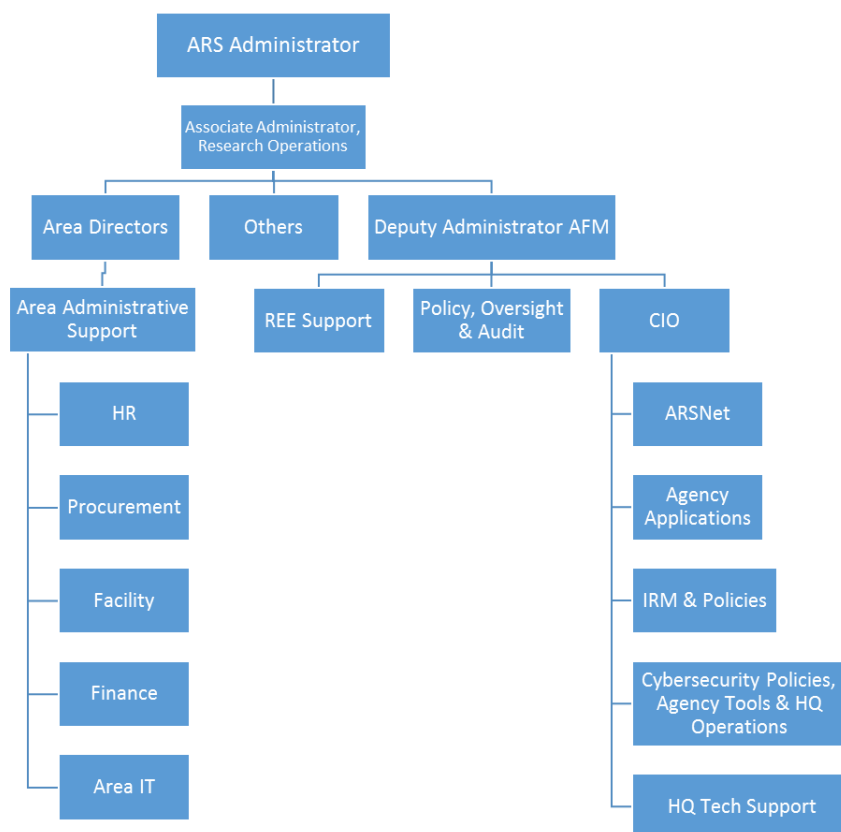 ARS Administrator
Associate Administrator,
Research Operations
Area Directors
Others
Deputy Administrator AFM
Area Administrative
Support
REE Support
Policy, Oversight
& Audit
CIO
HR
Procurement
Facility
Finance
Area IT
ARSNet
Agency
Applications
IRM & Policies
Cybersecurity Policies,
Agency Tools & HQ
Operations
HQ Tech Support